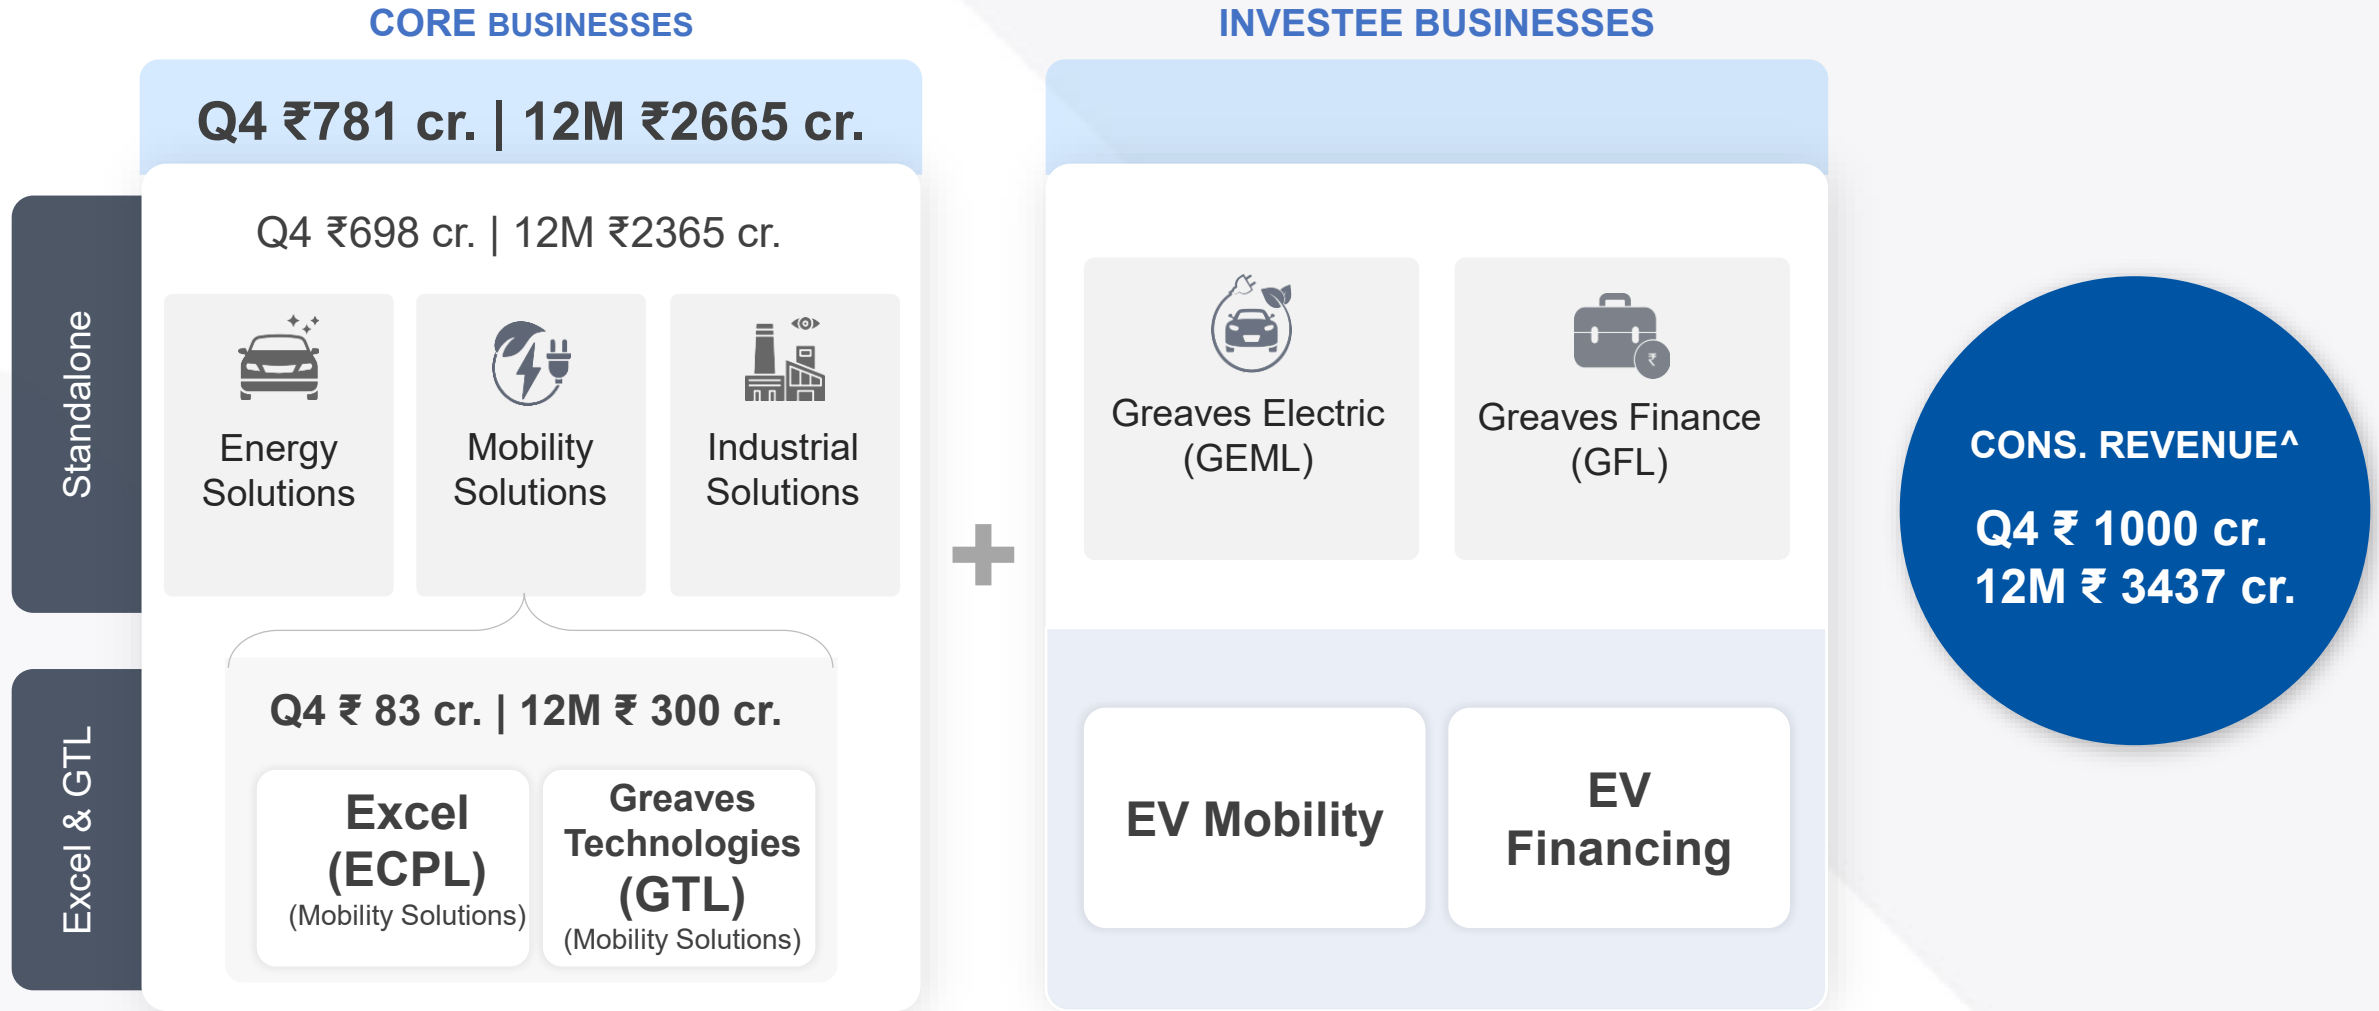 CORE BUSINESSES
Q4 ₹781 cr. | 12M ₹2665 cr.
Standalone
Q4 ₹698 cr. | 12M ₹2365 cr.
Energy
Solutions
Mobility
Solutions
Industrial
Solutions
Excel & GTL
Q4 ₹ 83 cr. | 12M ₹ 300 cr.
Excel
(ECPL)
(Mobility Solutions)
Greaves
Technologies
(GTL)
(Mobility Solutions)
+
INVESTEE BUSINESSES
₹
Greaves Electric
(GEML)
Greaves Finance
(GFL)
EV Mobility
EV
Financing
CONS. REVENUE^
Q4 ₹ 1000 cr.
12M ₹ 3437 cr.